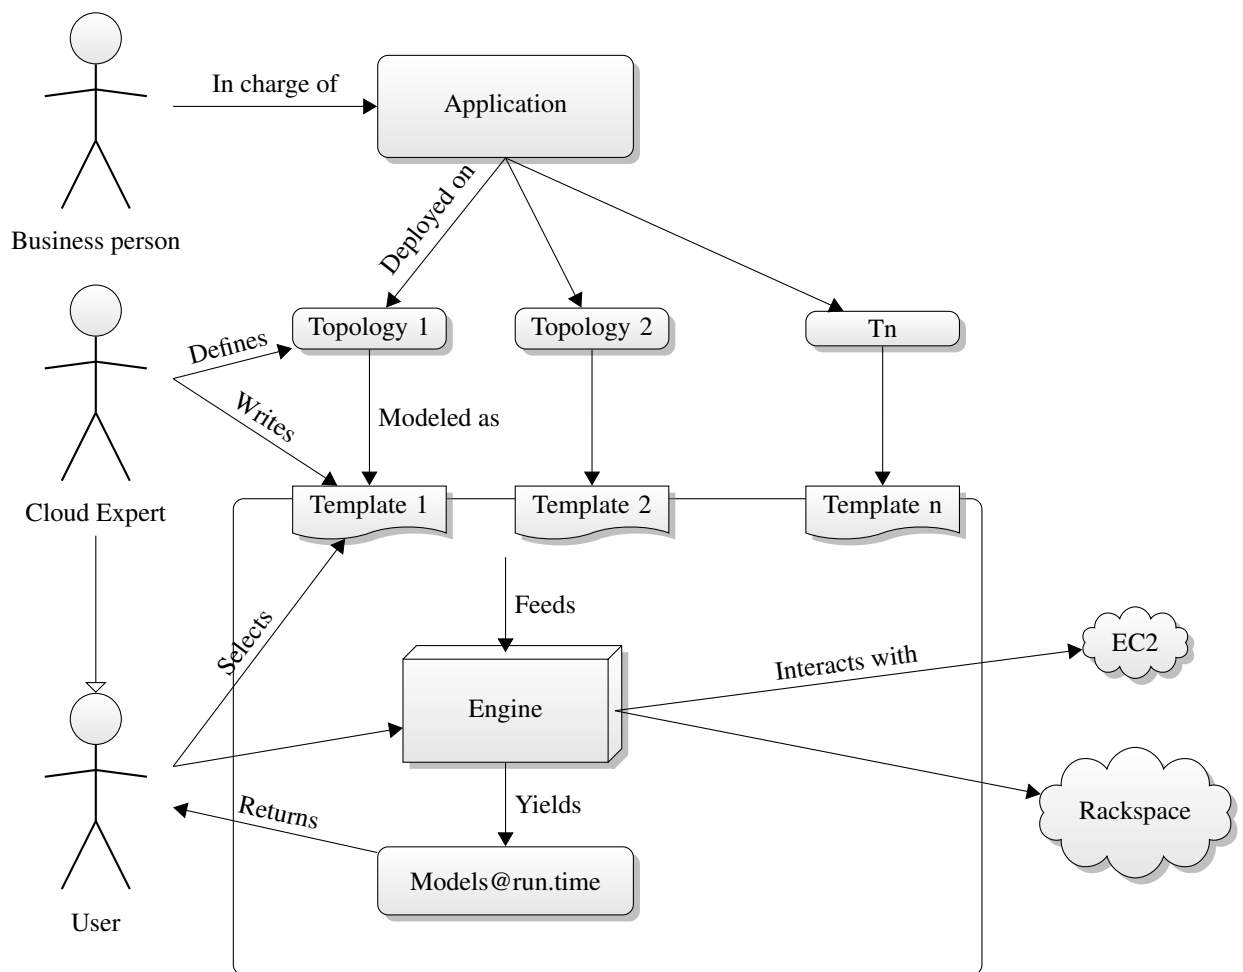 In charge of
Application
Business person
Deployed on
Topology 1
Topology 2
Tn
Defines
Writes
Modeled as
Cloud Expert
Template 1
Template 2
Template n
Feeds
Selects
EC2
Interacts with
Engine
Rackspace
Yields
Returns
Models@run.time
User